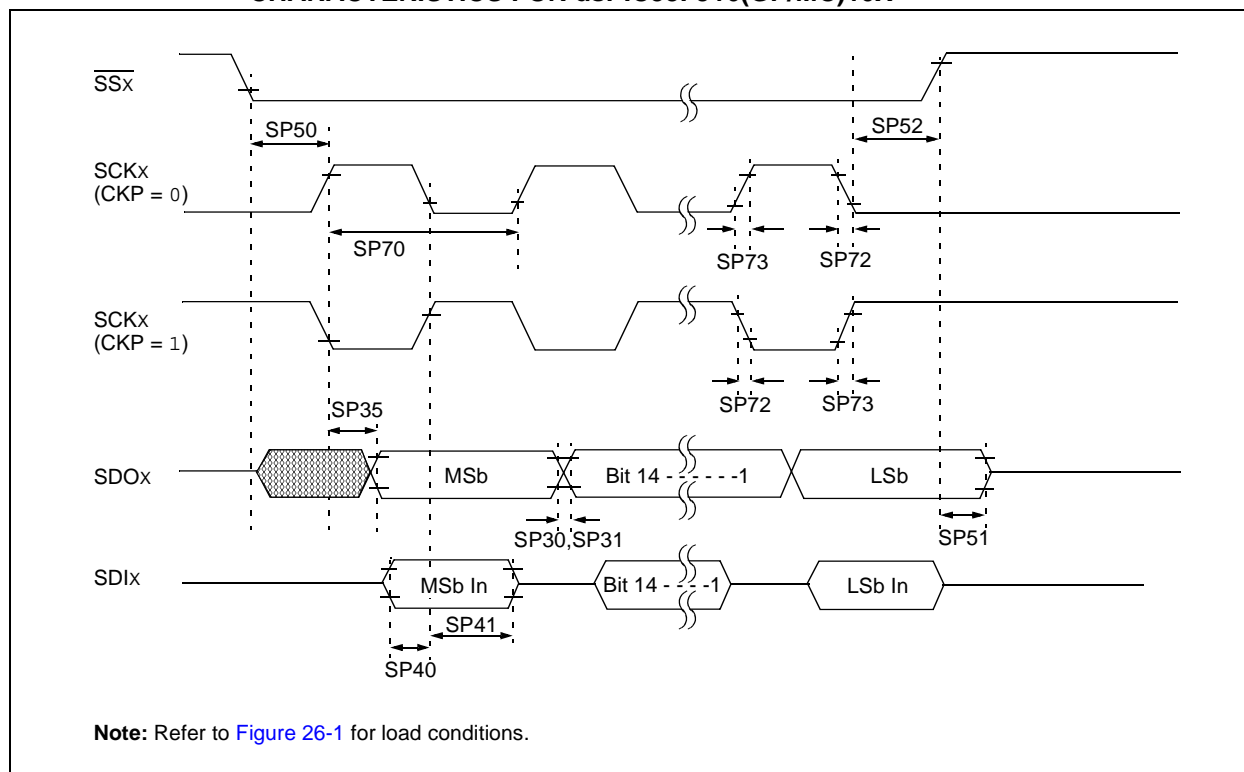 SSX
SP50
SP52
SCKX
(CKP = 0)
SP70
SP73
SP72
SCKX
(CKP = 1)
SP72
SP73
SP35
SDOX
MSb
Bit 14 - - - - - -1
LSb
SP30,SP31
SP51
SDIX
MSb In
Bit 14 - - - -1
LSb In
SP41
SP40
Note: Refer to Figure 26-1 for load conditions.